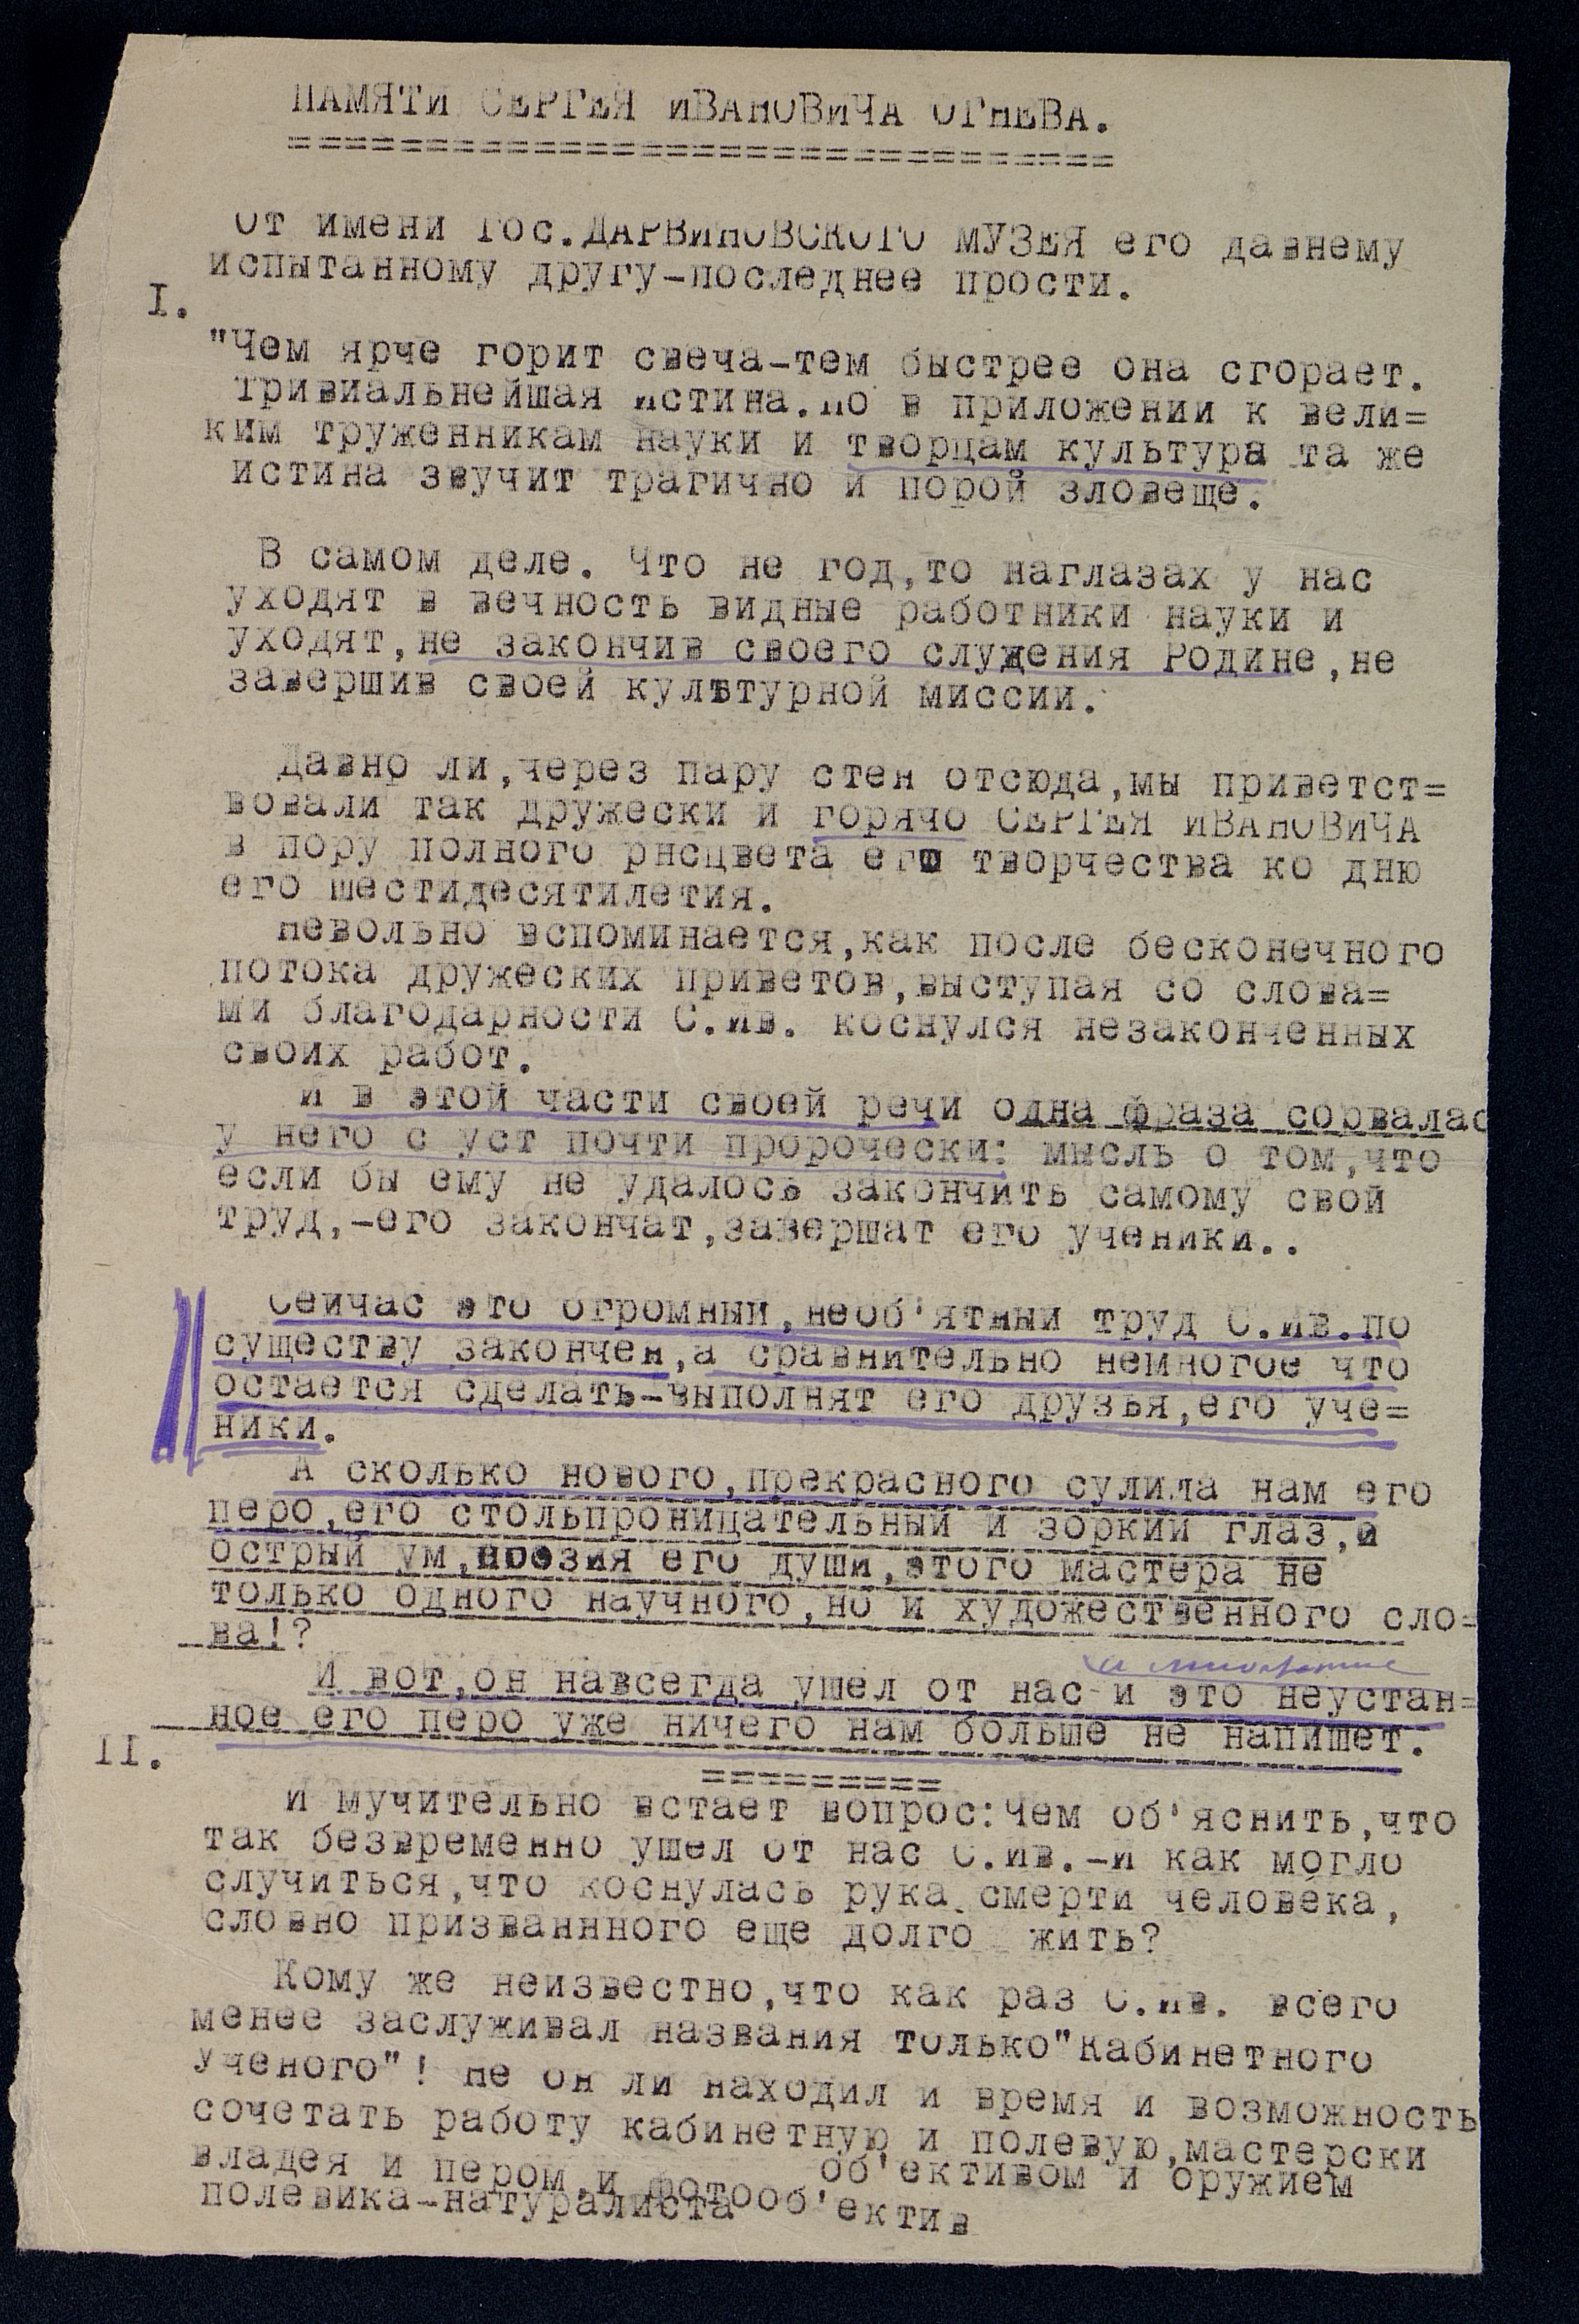 ПАМЯТИ СЕРГЕЯ ИВАНОВИЧА ОГНЕВА.
===============================
От имени Гос.ДАРВИНОВСКОГО МУЗЕЯ его давнему
испытанному другу-последнее прости.
I.
"Чем ярче горит свеча-тем быстрее она сгорает.
Тривиальнейшая истина.Но в приложении к вели=
ким труженникам науки и творцам культура та же
истина звучит трагично и порой зловеще.
В самом деле. Что не год,то наглазах у нас
уходят в вечность видные работники науки и
уходят,не закончив своего служения Родине,не
завершив своей культурной миссии.
Давно ли,через пару стен отсюда,мы приветст=
вовали так дружески и горячо СЕРГЕЯ ИВАНОВИЧА
в пору полного рнсцвета его творчества ко дню
его шестидесятилетия.
Невольно вспоминается,как после бесконечного
потока дружеских приветов,выступая со слова=
ми благодарности С.Ив. коснулся незаконченных
своих работ.
И в этой части своей речи одна фраза сорвалас
у него с уст почти пророчески: мысль о том,что
если бы ему не удалось закончить самому свой
труд,-его закончат,завершат его ученики..
Сейчас это огромный,необ'ятный труд С.Ив.по
существу закончен,а сравнительно немногое что
остается сделать-выполнят его друзья,его уче=
ники.
А сколько нового,прекрасного сулила нам его
перо,его стольпроницательный и зоркий глаз,и
острый ум,поэзия его души,этого мастера не
только одного научного,но и художественного сло=
ва!?
И вот,он навсегда ушел от нас и это неустан=
ное его перо уже ничего нам больше не напишет.
II.
=========
И мучительно встает вопрос:Чем об'яснить,что
так безвременно ушел от нас С.Ив.-и как могло
случиться,что коснулась рука смерти человека,
словно призваннного еще долго жить?
Кому же неизвестно,что как раз С.Ив. всего
менее заслуживал названия только"Кабинетного
Ученого"! Не он ли находил и время и возможность
сочетать работу кабинетную и полевую,мастерски
владея и пером,и фотооб'ективом и оружием
полевика-натуралиста об'ектив